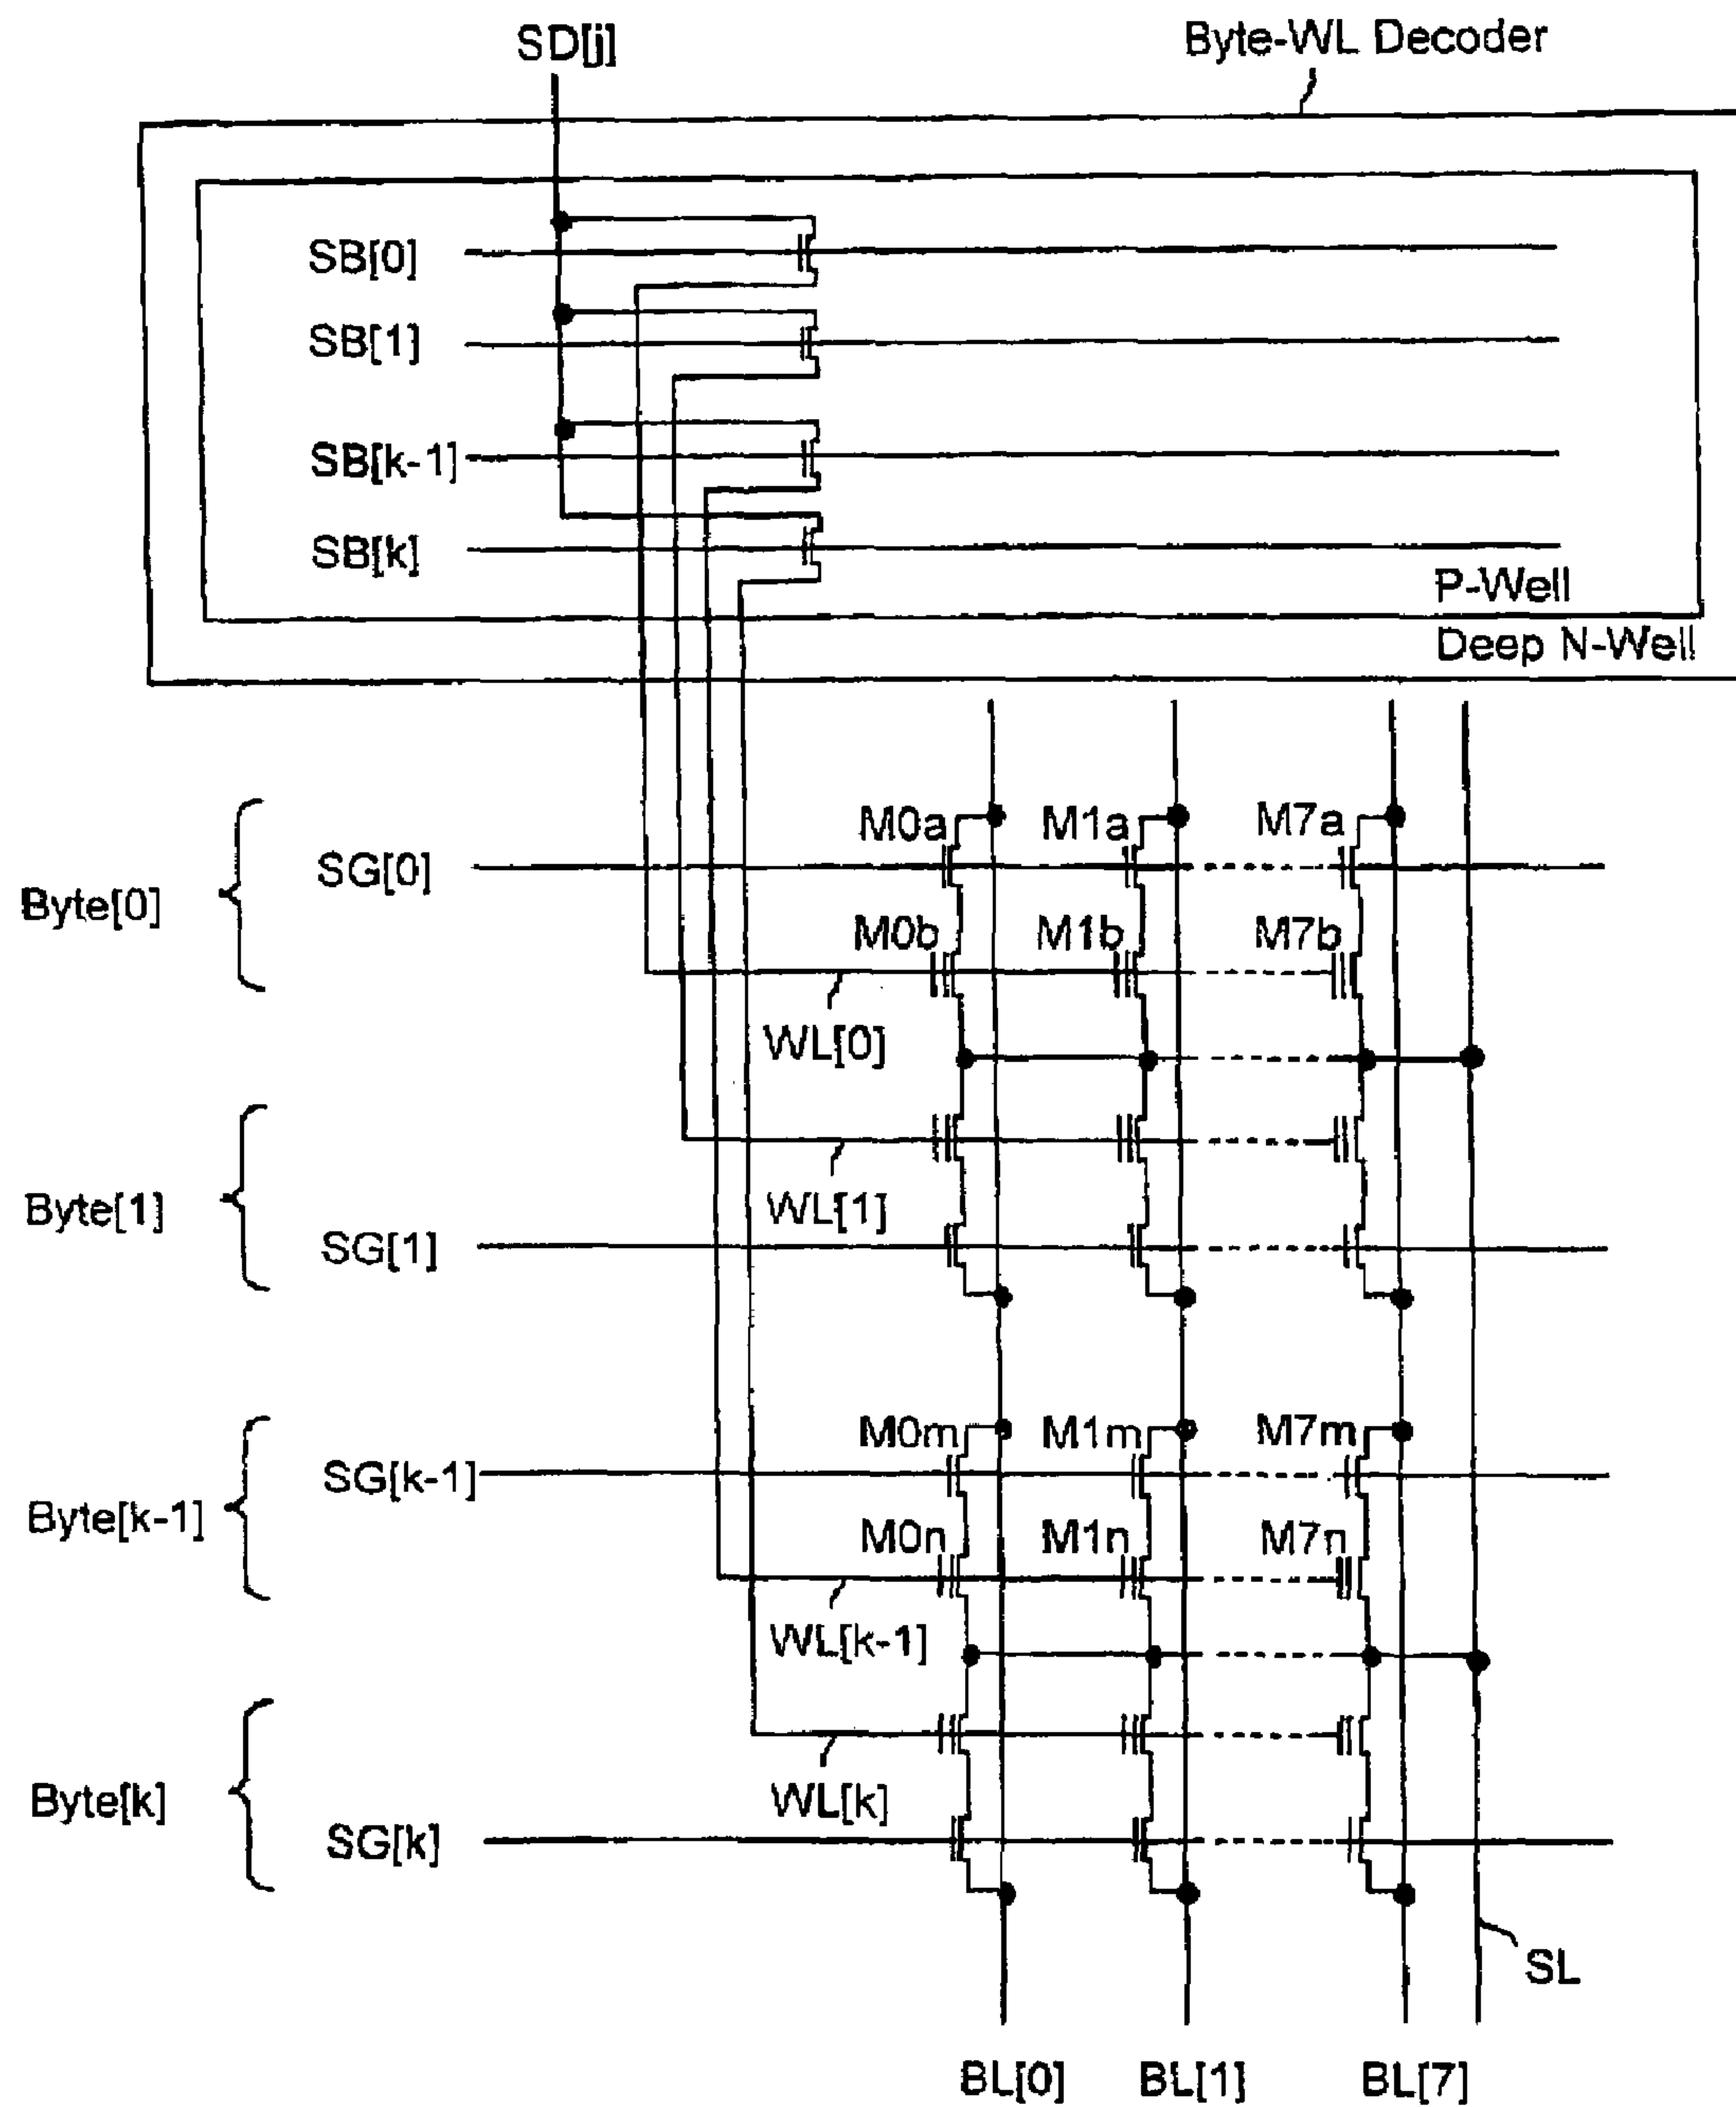 SD[j]
Byte-WL Decoder
SB[0]
SB[1]
SB[k-1]
SB[k]
P-Well
Deep N-Well
M0a
M1a
M7a
SG[0]
Byte[0]
M0b
M1b
M7b
WL[0]
WL[1]
Byte[1]
SG[1]
M0m
M1m
M7m
SG[k-1]
Byte[k-1]
M0n
M1n
M7n
WL[k-1]
WL[k]
Byte[k]
SG[k]
SL
BL[0]
BL[1]
BL[7]